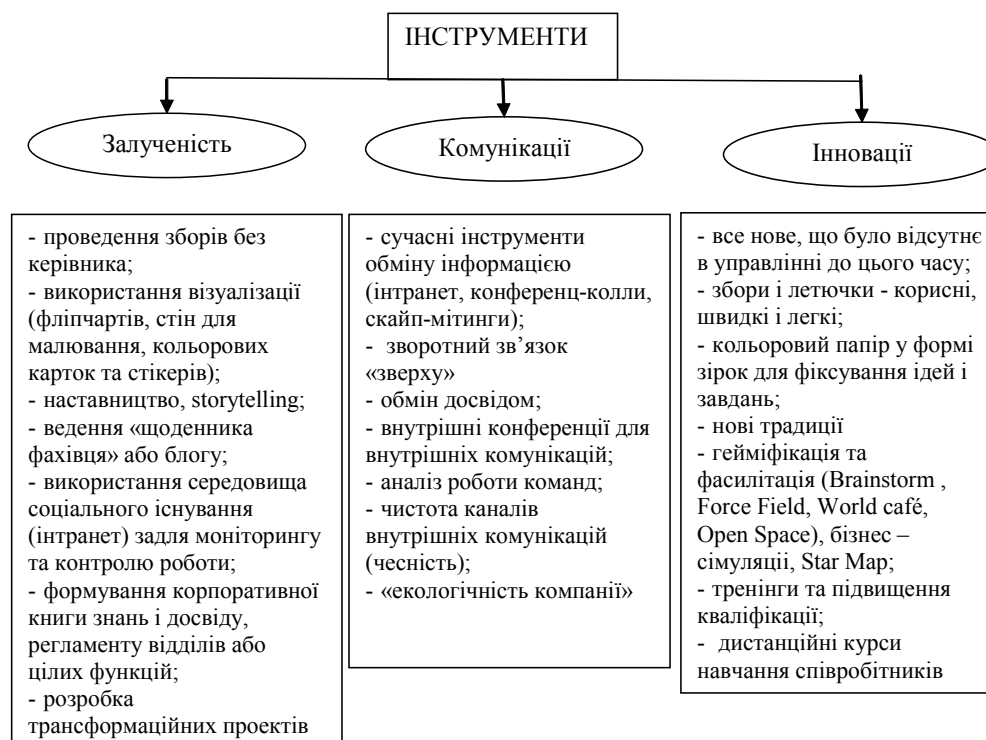 ІНСТРУМЕНТИ
Залученість
Комунікації
Інновації
- проведення зборів без
керівника;
- використання візуалізації
(фліпчартів, стін для
малювання, кольорових
карток та стікерів);
- наставництво, storytelling;
- ведення «щоденника
фахівця» або блогу;
- використання середовища
соціального існування
(інтранет) задля моніторингу
та контролю роботи;
- формування корпоративної
книги знань і досвіду,
регламенту відділів або
цілих функцій;
- розробка
трансформаційних проектів
- сучасні інструменти
обміну інформацією
(інтранет, конференц-колли,
скайп-мітинги);
- зворотний зв’язок
«зверху»
- обмін досвідом;
- внутрішні конференції для
внутрішніх комунікацій;
- аналіз роботи команд;
- чистота каналів
внутрішніх комунікацій
(чесність);
- «екологічність компанії»
- все нове, що було відсутнє
в управлінні до цього часу;
- збори і летючки - корисні,
швидкі і легкі;
- кольоровий папір у формі
зірок для фіксування ідей і
завдань;
- нові традиції
- гейміфікація та
фасилітація (Brainstorm ,
Force Field, World café,
Open Space), бізнес –
сімуляціі, Star Map;
- тренінги та підвищення
кваліфікації;
- дистанційні курси
навчання співробітників